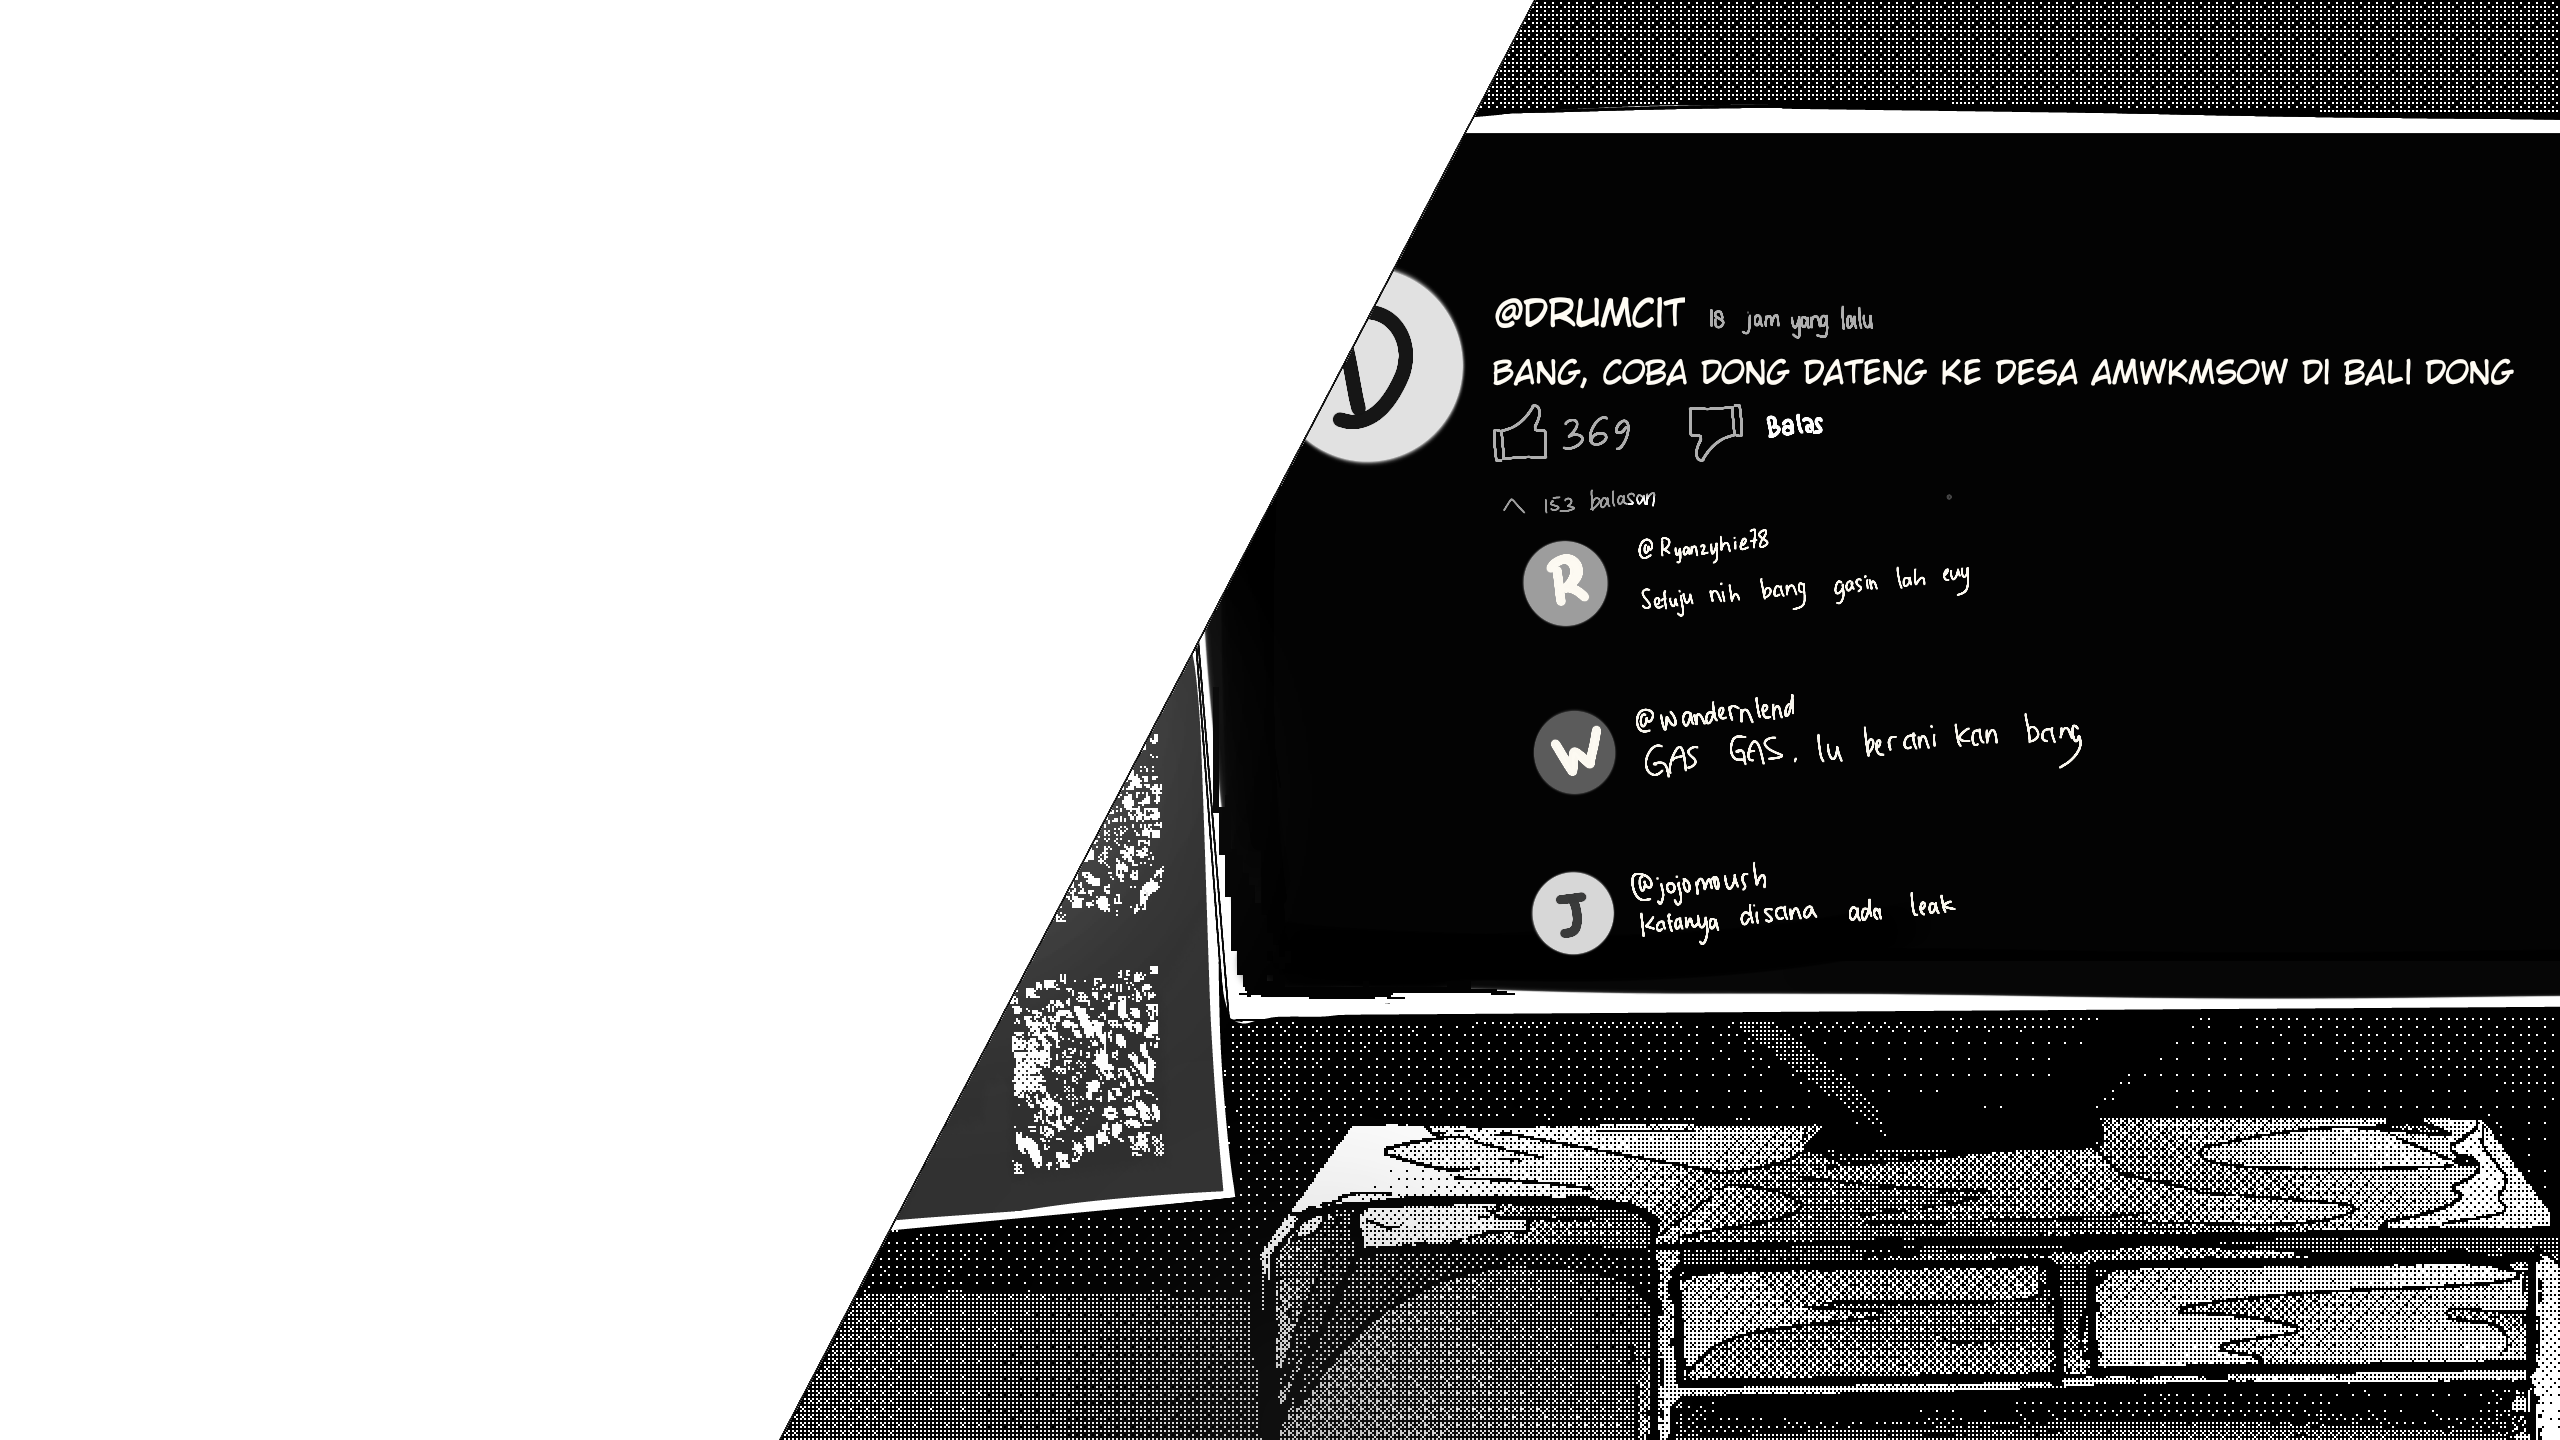 D
@DRUMCIT 18 jam yang lalu
BANG, COBA DONG DATENG KE DESA AMWKMSOW DI BALI DONG
369 Balas
153 balasan
R
@Ryanzyhie78
Setuju nih bang gasin lah euy
W
@wandernlend
GAS GAS. lu berani kan bang
J
@jojomoush
Katanya disana ada leak